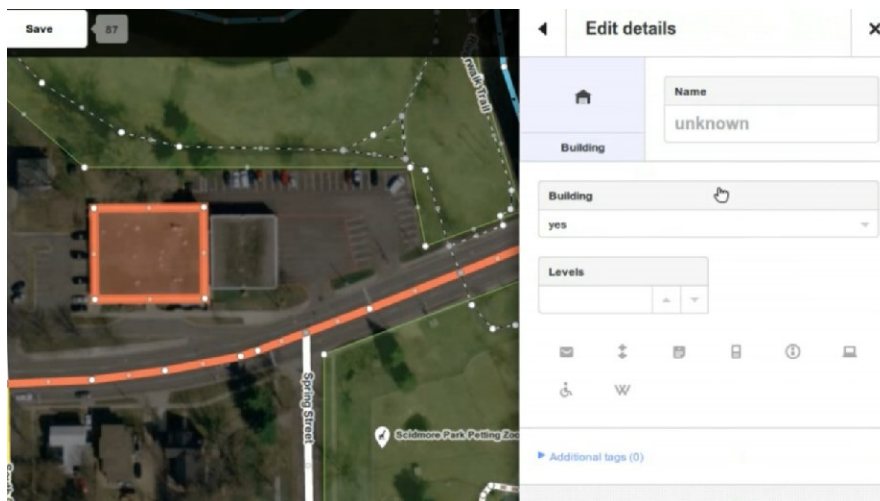 Save
87
Edit details
Name
unknown
Building
Building
yes
Levels
Additional tags (0)
Spring Street
Scidmore Park Petting Zoo
Trail